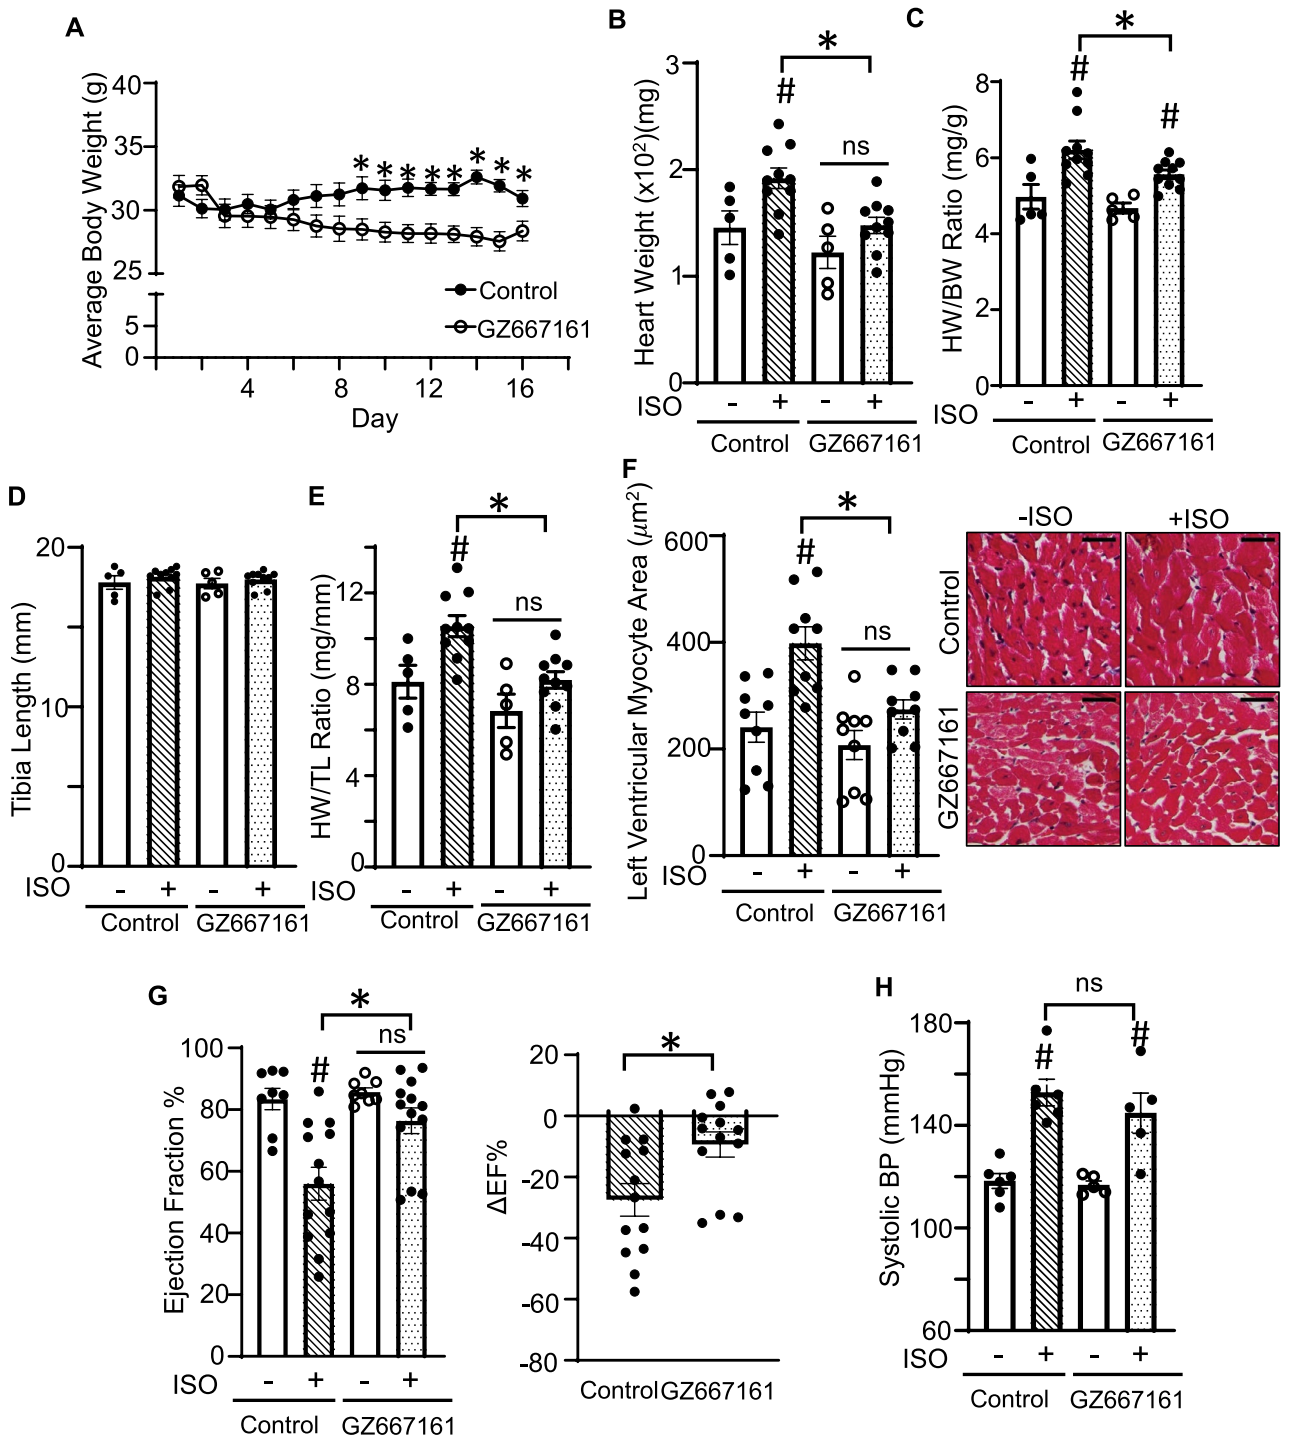 A
Average Body Weight (g)
40
35
30
25
5
0
* * * * * * * *
Control
GZ667161
4 8 12 16
Day
B
Heart Weight (x10²)(mg)
3
2
1
0
*
#
ns
ISO - + - +
Control GZ667161
C
HW/BW Ratio (mg/g)
8
6
4
2
0
*
#
#
ISO - + - +
Control GZ667161
D
Tibia Length (mm)
20
10
0
ISO - + - +
Control GZ667161
E
HW/TL Ratio (mg/mm)
12
8
4
0
*
#
ns
ISO - + - +
Control GZ667161
F
Left Ventricular Myocyte Area (μm²)
600
400
200
0
*
#
ns
ISO - + - +
Control GZ667161
-ISO +ISO
Control
GZ667161
G
Ejection Fraction %
100
80
60
40
20
0
*
#
ns
ISO - + - +
Control GZ667161
ΔEF%
20
0
-20
-40
-60
-80
*
Control GZ667161
H
Systolic BP (mmHg)
180
140
100
60
ns
#
#
ISO - + - +
Control GZ667161